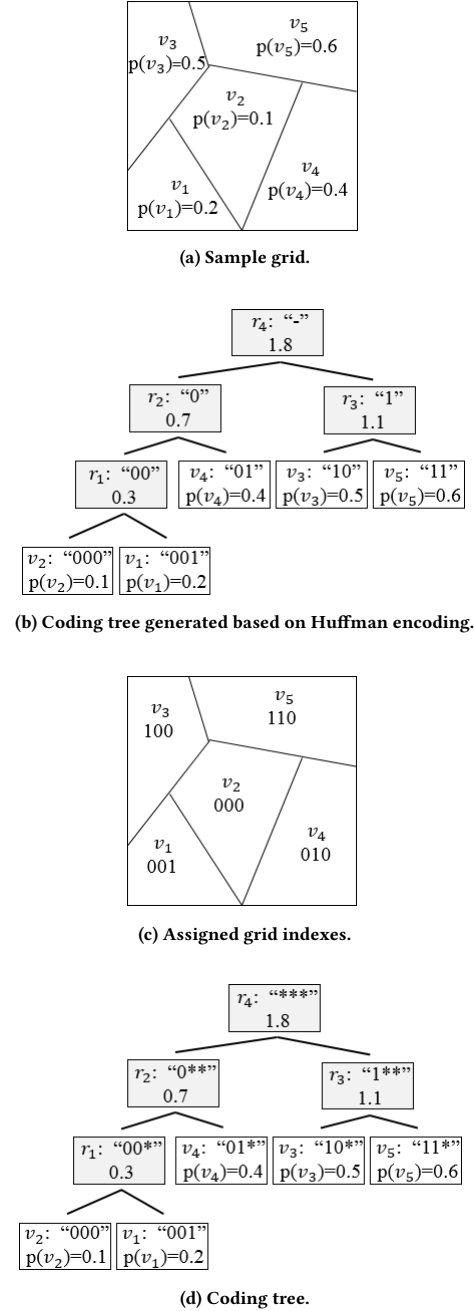 v₃
p(v₃)=0.5
v₅
p(v₅)=0.6
v₂
p(v₂)=0.1
v₁
p(v₁)=0.2
v₄
p(v₄)=0.4
(a) Sample grid.
r₄: “-”
1.8
r₂: “0”
0.7
r₃: “1”
1.1
r₁: “00”
0.3
v₄: “01”
p(v₄)=0.4
v₃: “10”
p(v₃)=0.5
v₅: “11”
p(v₅)=0.6
v₂: “000”
p(v₂)=0.1
v₁: “001”
p(v₁)=0.2
(b) Coding tree generated based on Huffman encoding.
v₃
100
v₅
110
v₂
000
v₁
001
v₄
010
(c) Assigned grid indexes.
r₄: “***”
1.8
r₂: “0**”
0.7
r₃: “1**”
1.1
r₁: “00*”
0.3
v₄: “01*”
p(v₄)=0.4
v₃: “10*”
p(v₃)=0.5
v₅: “11*”
p(v₅)=0.6
v₂: “000”
p(v₂)=0.1
v₁: “001”
p(v₁)=0.2
(d) Coding tree.